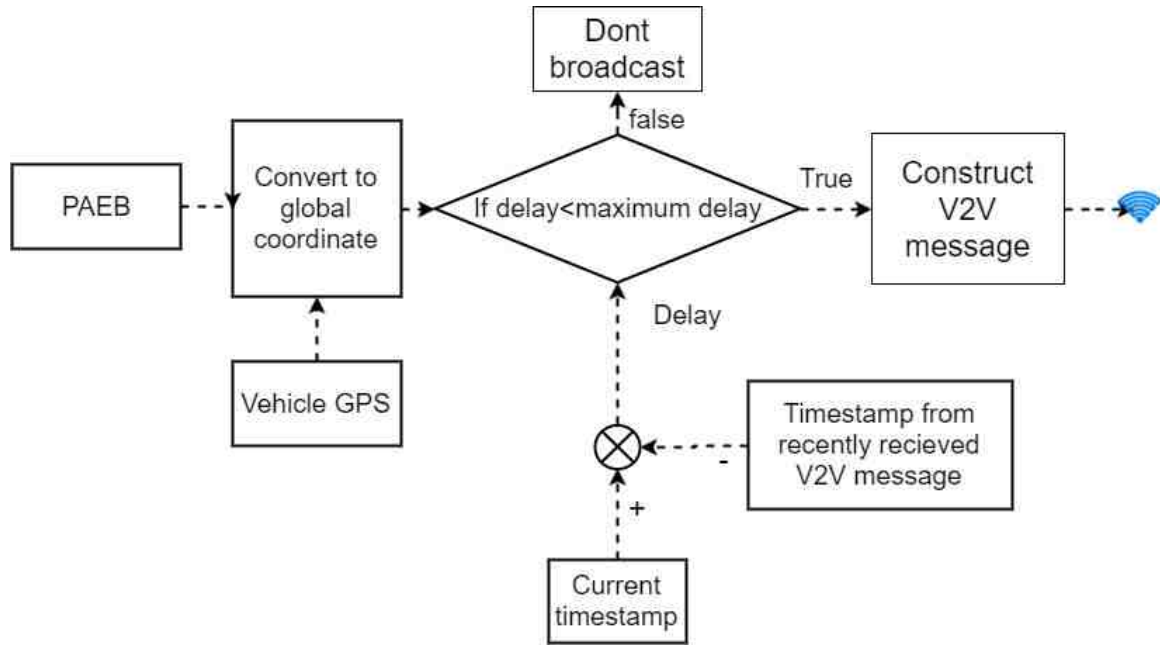 Dont
broadcast
false
PAEB
Convert to
global
coordinate
If delay<maximum delay
True
Construct
V2V
message
Delay
Vehicle GPS
Timestamp from
recently recieved
V2V message
-
+
Current
timestamp